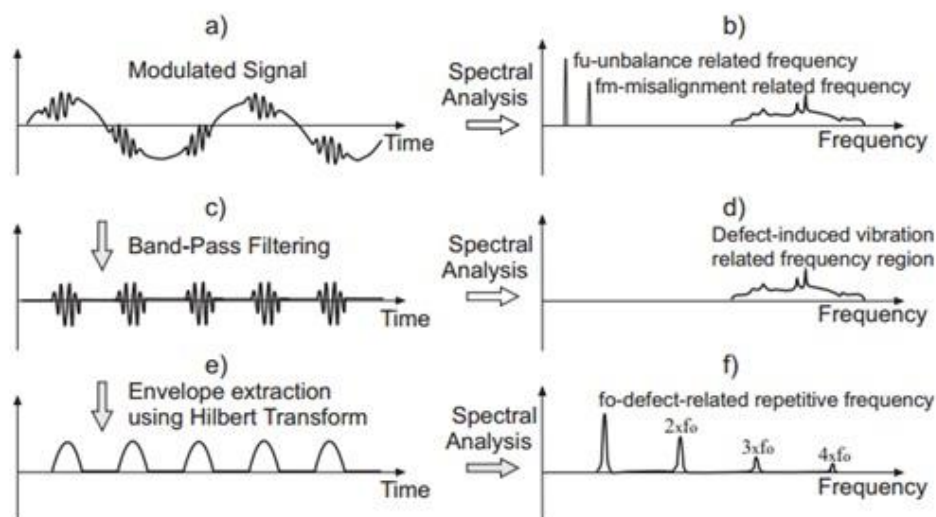 a)
Modulated Signal
Time
Spectral
Analysis
b)
fu-unbalance related frequency
fm-misalignment related frequency
Frequency
c)
Band-Pass Filtering
Time
Spectral
Analysis
d)
Defect-induced vibration
related frequency region
Frequency
e)
Envelope extraction
using Hilbert Transform
Time
Spectral
Analysis
f)
fo-defect-related repetitive frequency
2xfo
3xfo
4xfo
Frequency